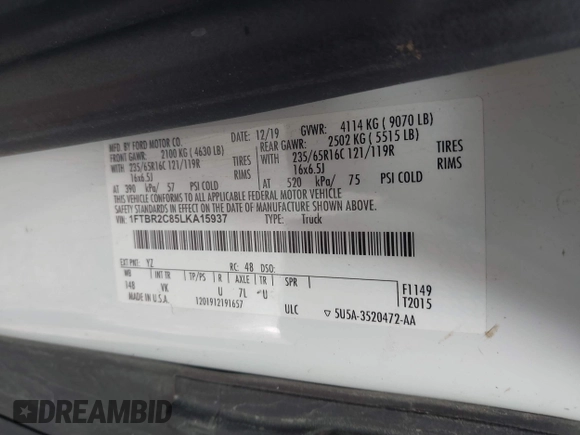 MFD. BY FORD MOTOR CO. DATE: 12/19 GVWR: 4114 KG ( 9070 LB)
FRONT GAWR: 2100 KG ( 4630 LB) REAR GAWR: 2502 KG ( 5515 LB)
WITH 235/65R16C 121/119R TIRES WITH 235/65R16C 121/119R TIRES
16x6.5J RIMS 16x6.5J RIMS
AT 390 kPa/ 57 PSI COLD AT 520 kPa/ 75 PSI COLD
THIS VEHICLE CONFORMS TO ALL APPLICABLE FEDERAL MOTOR VEHICLE
SAFETY STANDARD IN EFFECT ON THE DATE OF MANUFACTURE SHOWN ABOVE.
VIN: 1FTBR2C85LKA15937 TYPE: Truck
EXT PNT: YZ RC: 48 DSO:
WB INT TR TP/PS R AXLE TR SPR F1149
148 VK U 7L U T2015
MADE IN U.S.A. 1201912191657 ULC ▽ 5U5A-3520472-AA
DREAMBID